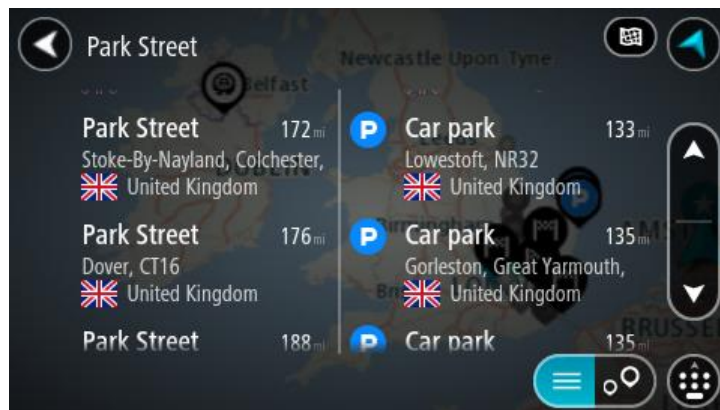 Park Street
Newcastle Upon Tyne
Belfast
Park Street 172 mi
Stoke-By-Nayland, Colchester,
United Kingdom
Park Street 176 mi
Dover, CT16
United Kingdom
Park Street 188 mi
P Car park 133 mi
Lowestoft, NR32
United Kingdom
P Car park 135 mi
Gorleston, Great Yarmouth,
United Kingdom
P Car park 135 mi
DUBLIN
Birmingham